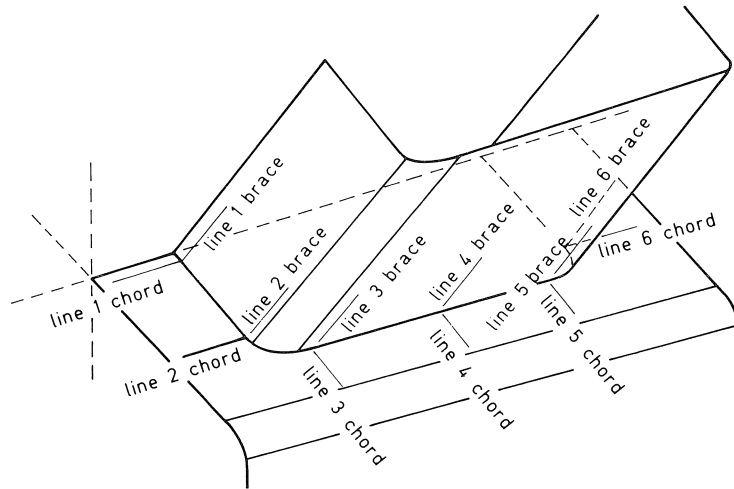 line 1 brace
line 2 brace
line 3 brace
line 4 brace
line 5 brace
line 6 brace
line 1 chord
line 2 chord
line 3 chord
line 4 chord
line 5 chord
line 6 chord